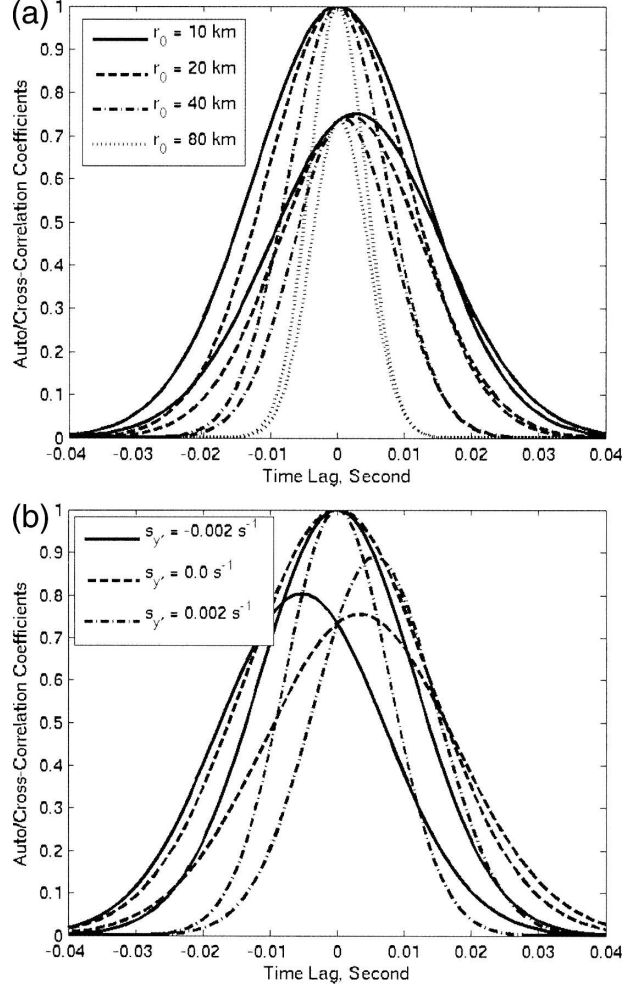 (a)
r₀ = 10 km
r₀ = 20 km
r₀ = 40 km
r₀ = 80 km
Auto/Cross-Correlation Coefficients
1
0.9
0.8
0.7
0.6
0.5
0.4
0.3
0.2
0.1
0
-0.04 -0.03 -0.02 -0.01 0 0.01 0.02 0.03 0.04
Time Lag, Second
(b)
s_y' = -0.002 s⁻¹
s_y' = 0.0 s⁻¹
s_y' = 0.002 s⁻¹
Auto/Cross-Correlation Coefficients
1
0.9
0.8
0.7
0.6
0.5
0.4
0.3
0.2
0.1
0
-0.04 -0.03 -0.02 -0.01 0 0.01 0.02 0.03 0.04
Time Lag, Second